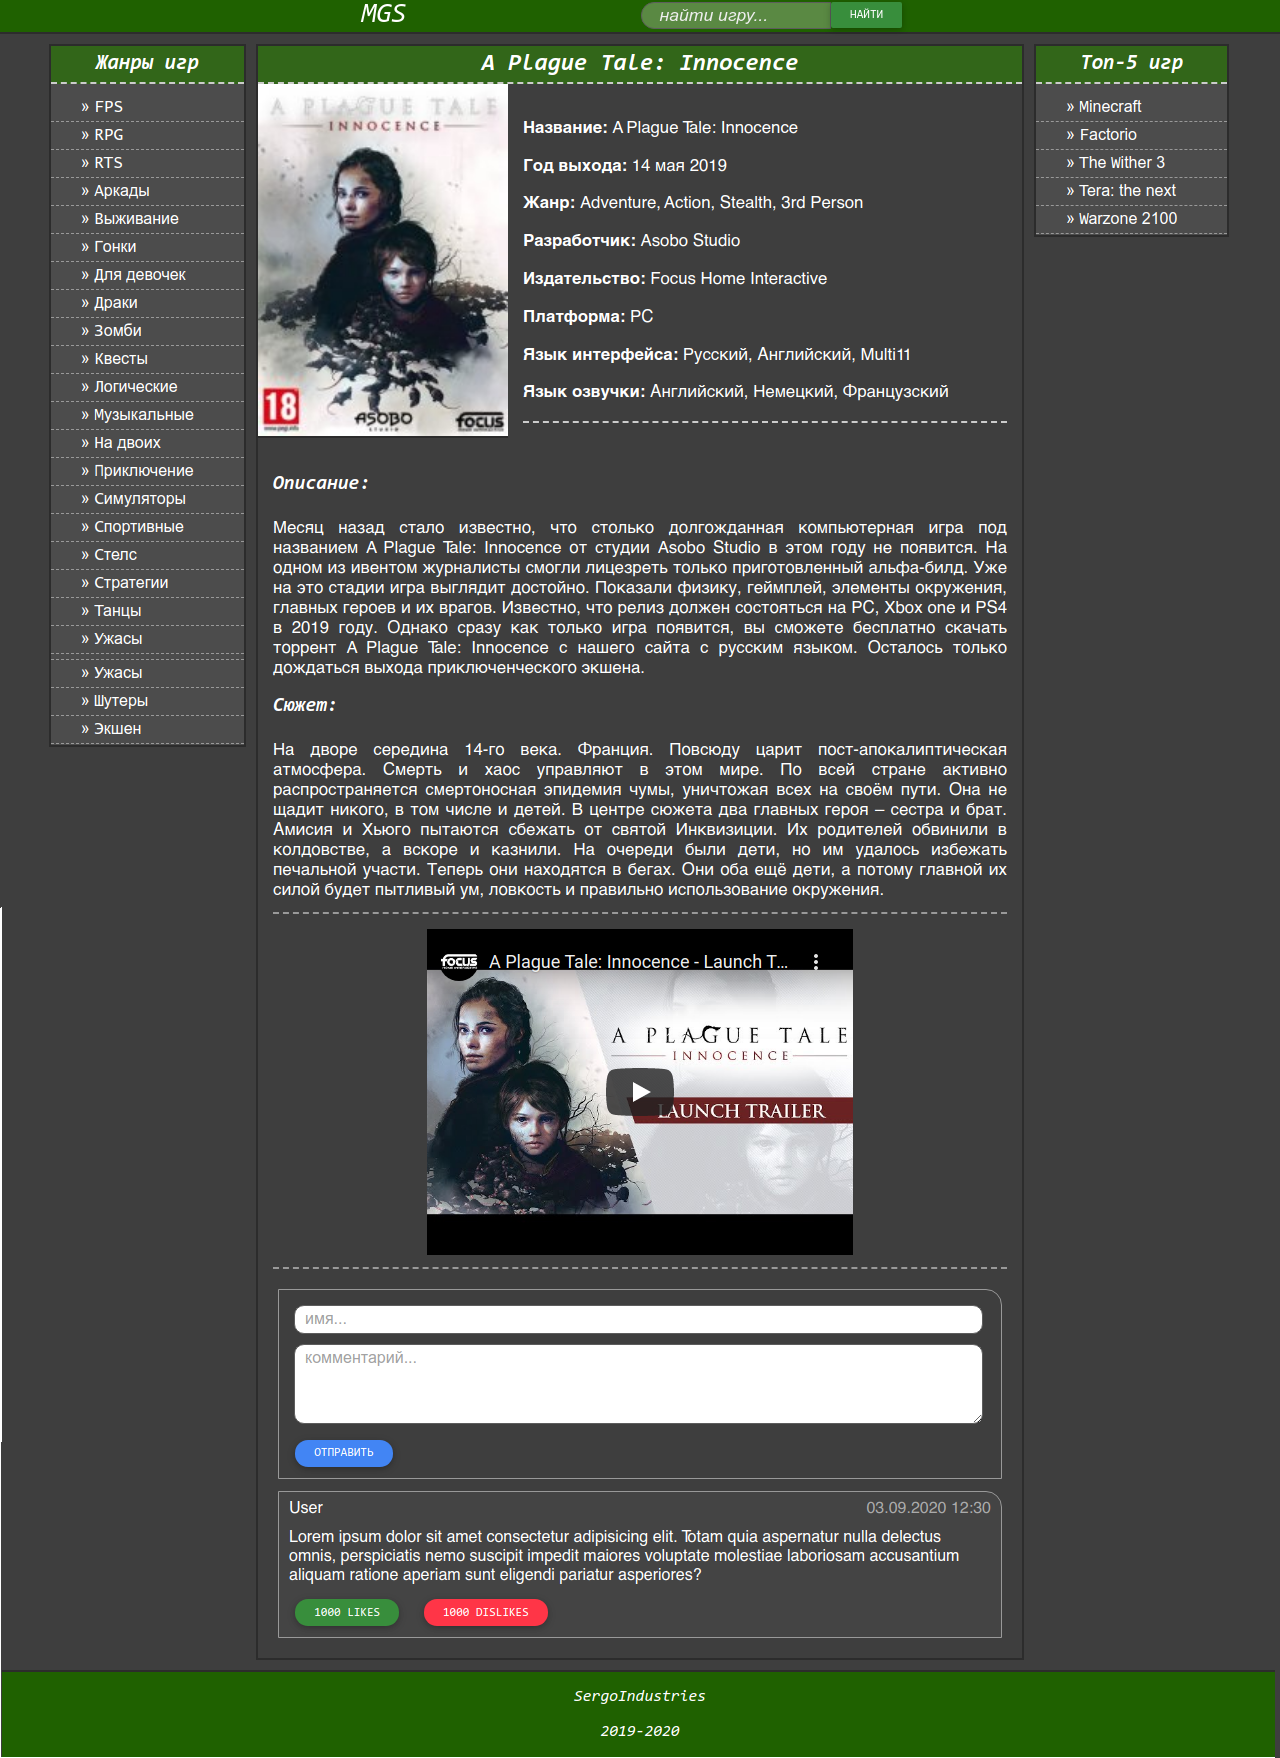 MGS
найти игру...
НАЙТИ
Жанры игр
» FPS
» RPG
» RTS
» Аркады
» Выживание
» Гонки
» Для девочек
» Драки
» Зомби
» Квесты
» Логические
» Музыкальные
» На двоих
» Приключение
» Симуляторы
» Спортивные
» Стелс
» Стратегии
» Танцы
» Ужасы
» Ужасы
» Шутеры
» Экшен
A Plague Tale: Innocence
A PLAGUE TALE
INNOCENCE
18
www.pegi.info
ASOBO
STUDIO
FOCUS
Название: A Plague Tale: Innocence
Год выхода: 14 мая 2019
Жанр: Adventure, Action, Stealth, 3rd Person
Разработчик: Asobo Studio
Издательство: Focus Home Interactive
Платформа: PC
Язык интерфейса: Русский, Английский, Multi11
Язык озвучки: Английский, Немецкий, Французский
Описание:
Месяц назад стало известно, что столько долгожданная компьютерная игра под
названием A Plague Tale: Innocence от студии Asobo Studio в этом году не появится. На
одном из ивентом журналисты смогли лицезреть только приготовленный альфа-билд. Уже
на это стадии игра выглядит достойно. Показали физику, геймплей, элементы окружения,
главных героев и их врагов. Известно, что релиз должен состояться на PC, Xbox one и PS4
в 2019 году. Однако сразу как только игра появится, вы сможете бесплатно скачать
торрент A Plague Tale: Innocence с нашего сайта с русским языком. Осталось только
дождаться выхода приключенческого экшена.
Сюжет:
На дворе середина 14-го века. Франция. Повсюду царит пост-апокалиптическая
атмосфера. Смерть и хаос управляют в этом мире. По всей стране активно
распространяется смертоносная эпидемия чумы, уничтожая всех на своём пути. Она не
щадит никого, в том числе и детей. В центре сюжета два главных героя – сестра и брат.
Амисия и Хьюго пытаются сбежать от святой Инквизиции. Их родителей обвинили в
колдовстве, а вскоре и казнили. На очереди были дети, но им удалось избежать
печальной участи. Теперь они находятся в бегах. Они оба ещё дети, а потому главной их
силой будет пытливый ум, ловкость и правильно использование окружения.
FOCUS
A Plague Tale: Innocence - Launch T...
A PLAGUE TALE
INNOCENCE
LAUNCH TRAILER
имя...
комментарий...
ОТПРАВИТЬ
User
03.09.2020 12:30
Lorem ipsum dolor sit amet consectetur adipisicing elit. Totam quia aspernatur nulla delectus
omnis, perspiciatis nemo suscipit impedit maiores voluptate molestiae laboriosam accusantium
aliquam ratione aperiam sunt eligendi pariatur asperiores?
1000 LIKES
1000 DISLIKES
Топ-5 игр
» Minecraft
» Factorio
» The Wither 3
» Tera: the next
» Warzone 2100
SergoIndustries
2019-2020